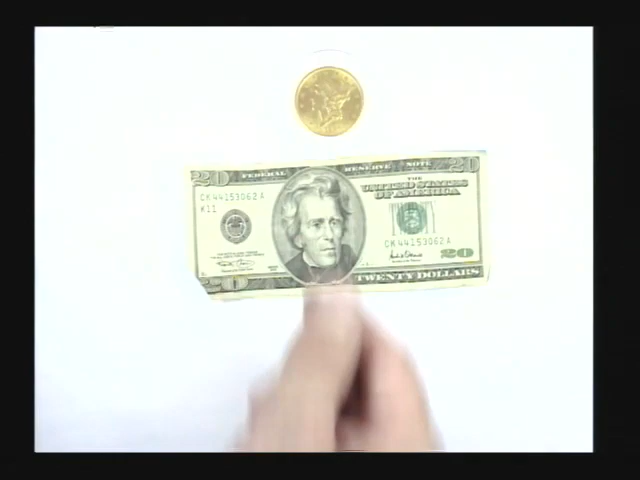 20 FEDERAL RESERVE NOTE 20
THE
UNITED STATES
OF AMERICA
CK 44153062 A
K11
CK 44153062 A
20
20 TWENTY DOLLARS